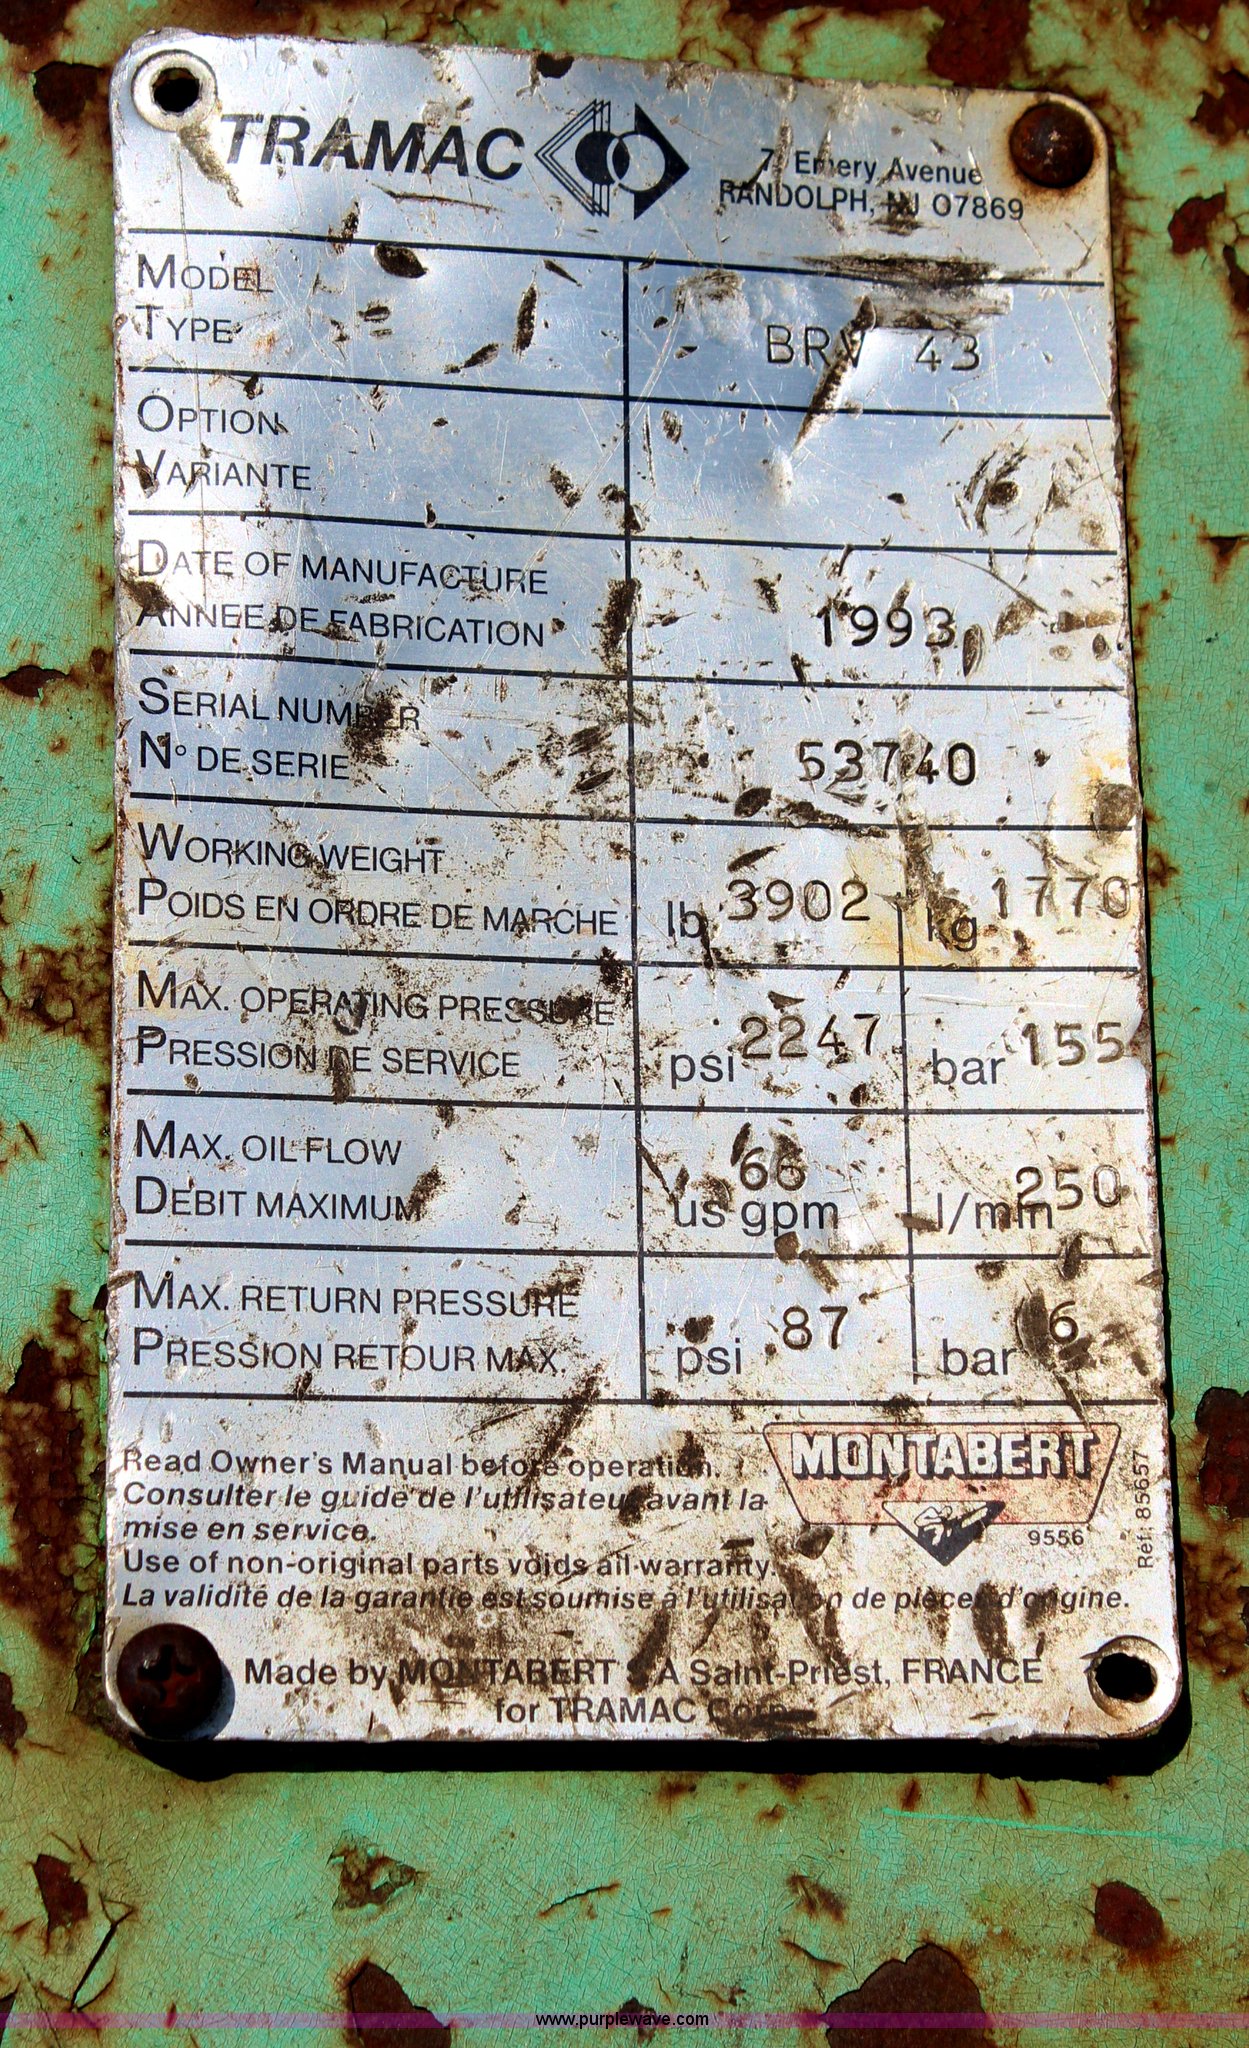 TRAMAC
7, Emery Avenue
RANDOLPH, NJ 07869
MODEL
TYPE
BRV 43
OPTION
VARIANTE
DATE OF MANUFACTURE
ANNEE DE FABRICATION
1993
SERIAL NUMBER
N° DE SERIE
53740
WORKING WEIGHT
POIDS EN ORDRE DE MARCHE
lb 3902 kg 1770
MAX. OPERATING PRESSURE
PRESSION DE SERVICE
psi 2247 bar 155
MAX. OIL FLOW
DEBIT MAXIMUM
66 us gpm 250 l/min
MAX. RETURN PRESSURE
PRESSION RETOUR MAX.
psi 87 bar 6
Read Owner's Manual before operation.
Consulter le guide de l'utilisateur avant la
mise en service.
Use of non-original parts voids all warranty.
La validité de la garantie est soumise à l'utilisation de pièces d'origine.
MONTABERT
9556
Ref: 85657
Made by MONTABERT S A Saint-Priest, FRANCE
for TRAMAC Corp.
www.purplewave.com